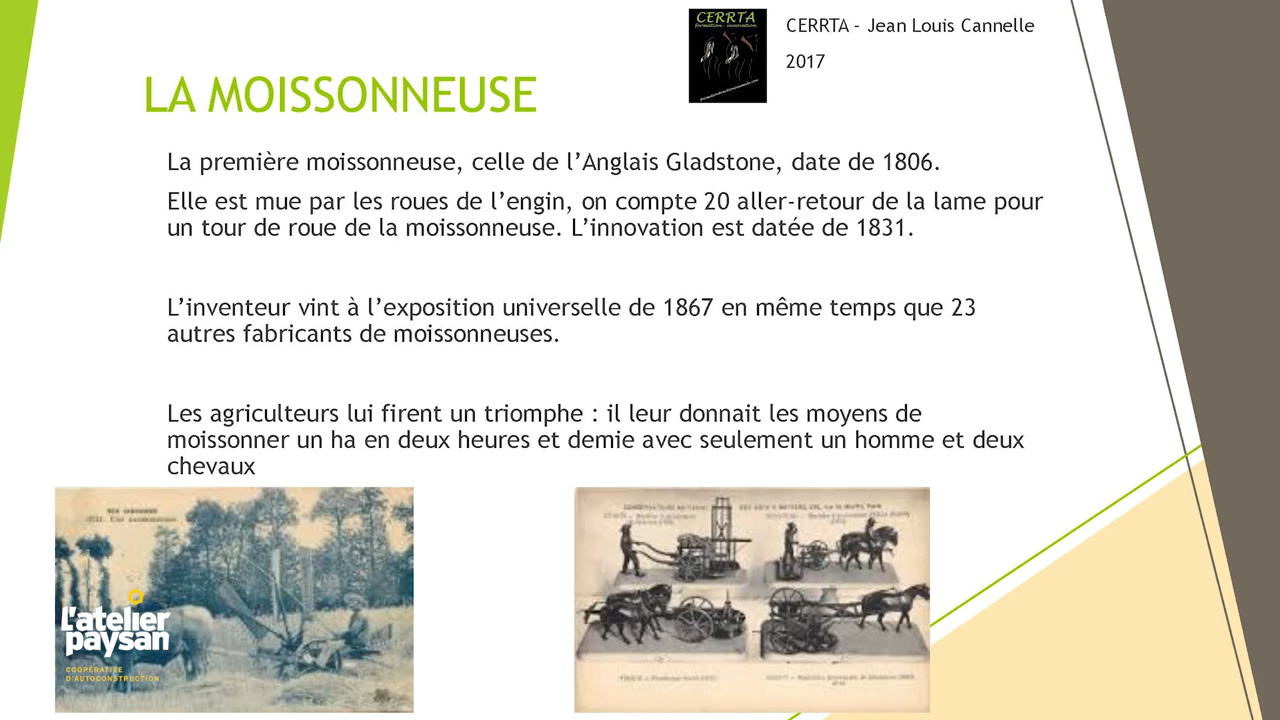 CERRTA
formation - innovation
CERRTA - Jean Louis Cannelle
2017
LA MOISSONNEUSE
La première moissonneuse, celle de l’Anglais Gladstone, date de 1806.
Elle est mue par les roues de l’engin, on compte 20 aller-retour de la lame pour
un tour de roue de la moissonneuse. L’innovation est datée de 1831.
L’inventeur vint à l’exposition universelle de 1867 en même temps que 23
autres fabricants de moissonneuses.
Les agriculteurs lui firent un triomphe : il leur donnait les moyens de
moissonner un ha en deux heures et demie avec seulement un homme et deux
chevaux
l'atelier
paysan
COOPÉRATIVE
D'AUTOCONSTRUCTION